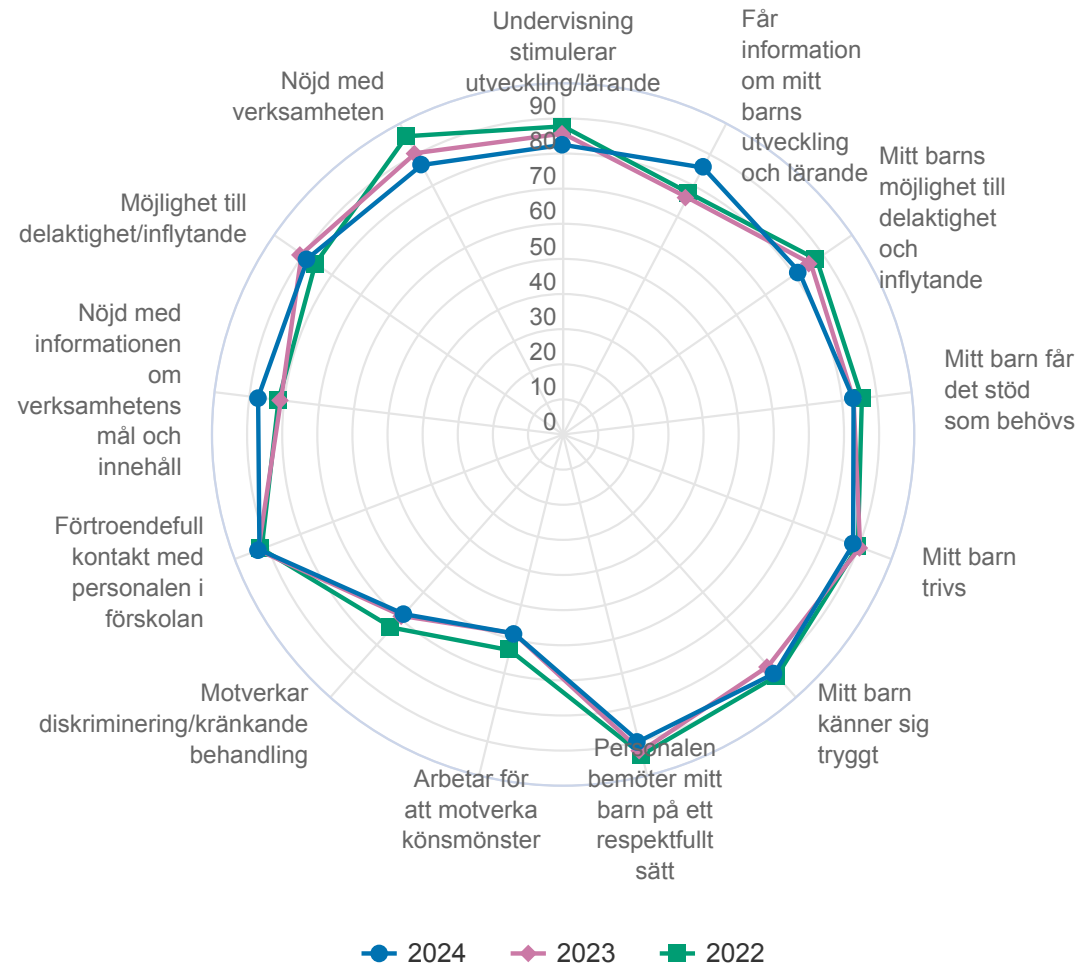 Undervisning
stimulerar
utveckling/lärande
Får
information
om mitt
barns
utveckling
och lärande
Mitt barns
möjlighet till
delaktighet
och
inflytande
Mitt barn får
det stöd
som behövs
Mitt barn
trivs
Mitt barn
känner sig
tryggt
Personalen
bemöter mitt
barn på ett
respektfullt
sätt
Arbetar för
att motverka
könsmönster
Motverkar
diskriminering/kränkande
behandling
Förtroendefull
kontakt med
personalen i
förskolan
Nöjd med
informationen
om
verksamhetens
mål och
innehåll
Möjlighet till
delaktighet/inflytande
Nöjd med
verksamheten
90
80
70
60
50
40
30
20
10
0
2024 2023 2022